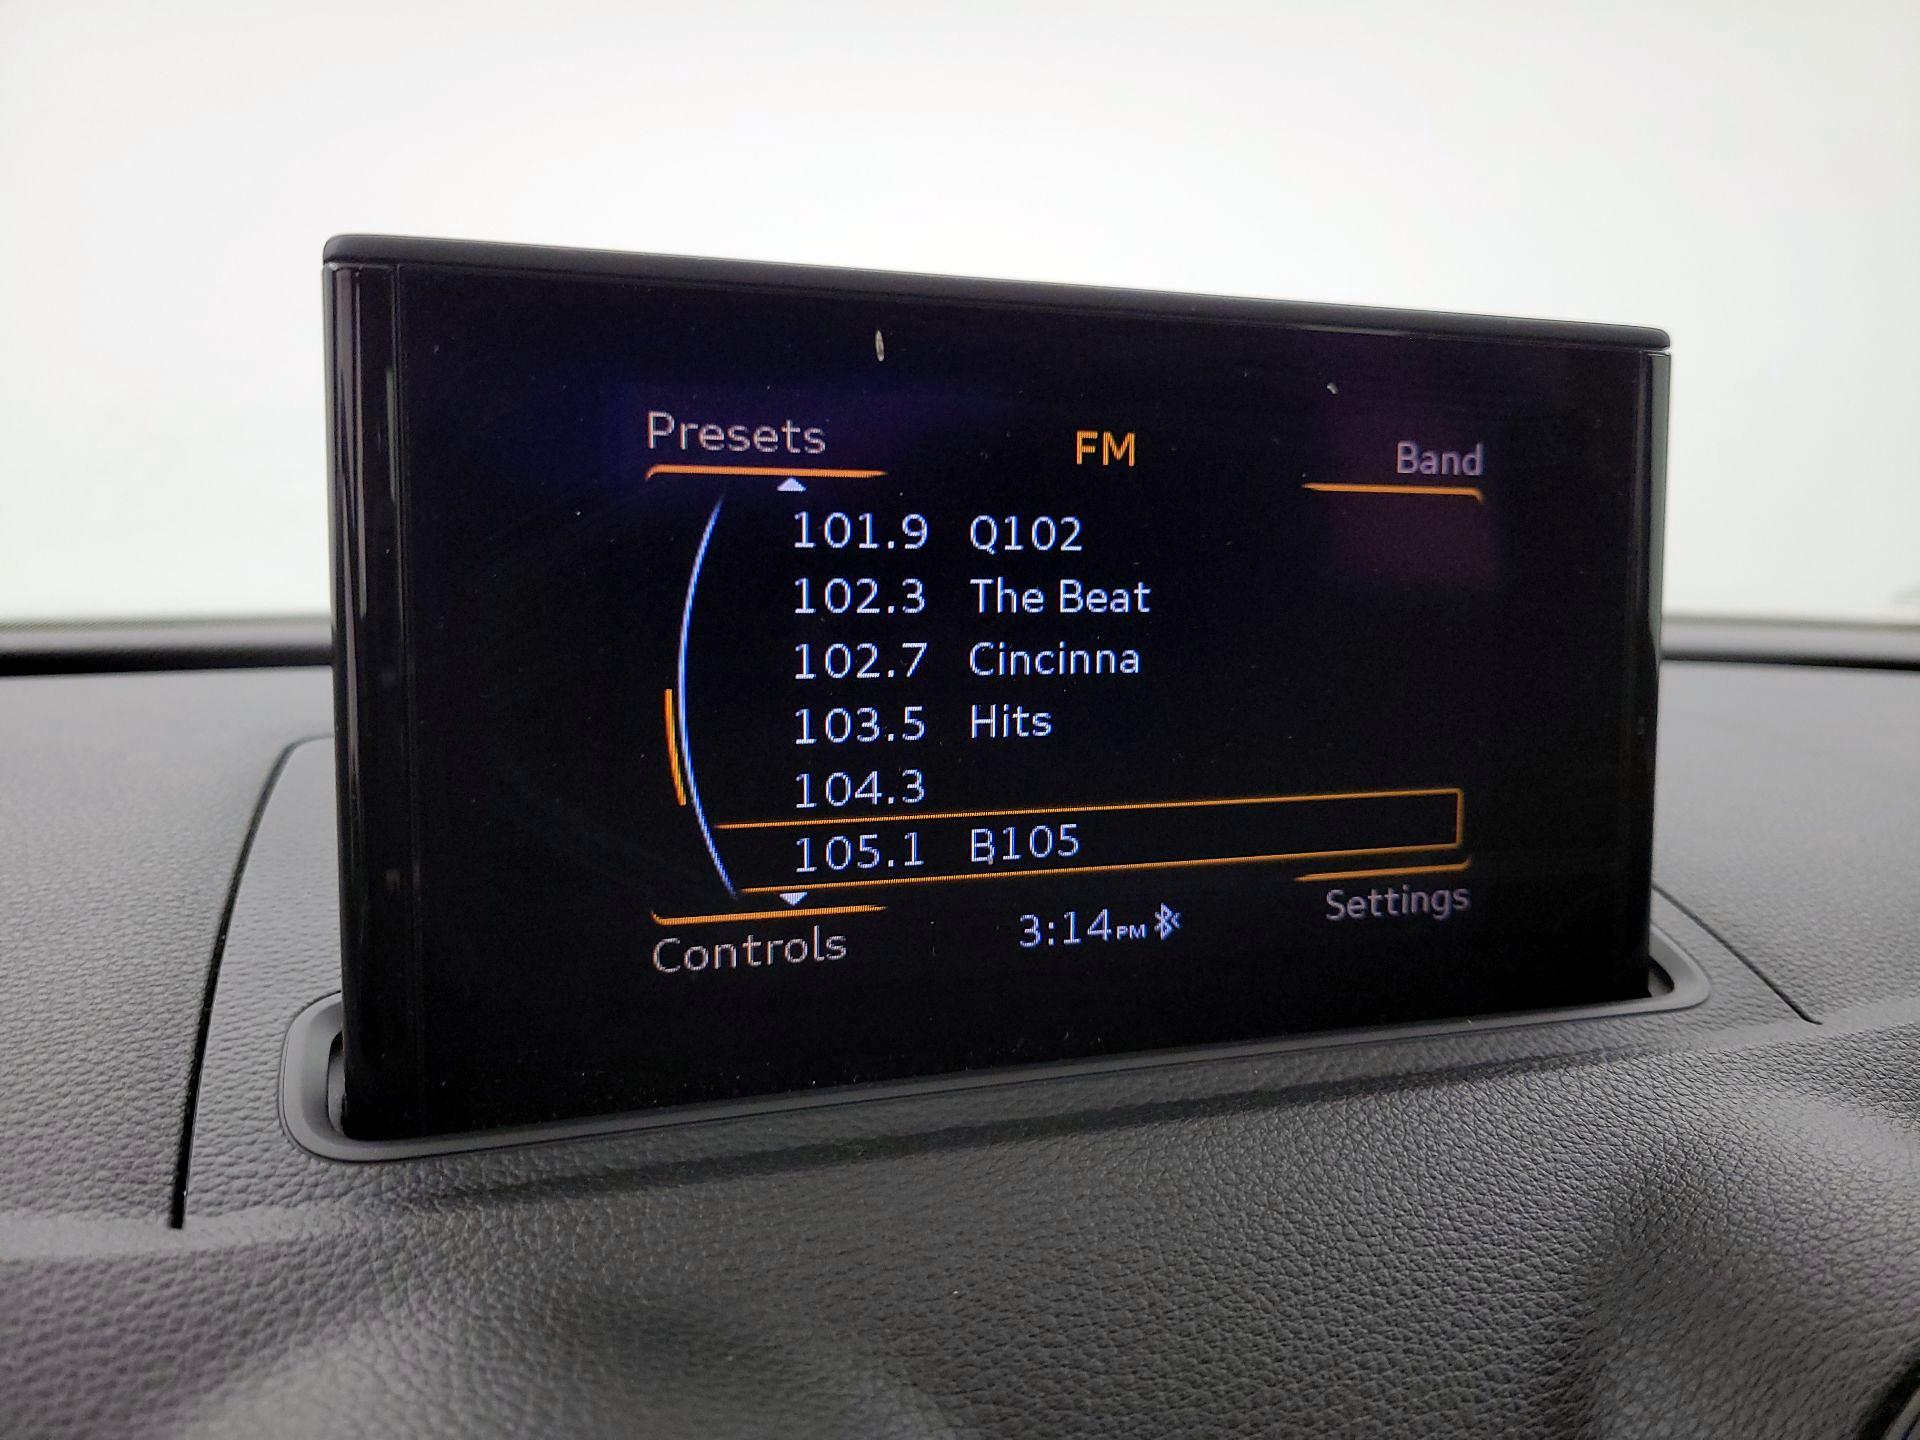 Presets FM Band
101.9 Q102
102.3 The Beat
102.7 Cincinna
103.5 Hits
104.3
105.1 B105
Controls 3:14PM Settings